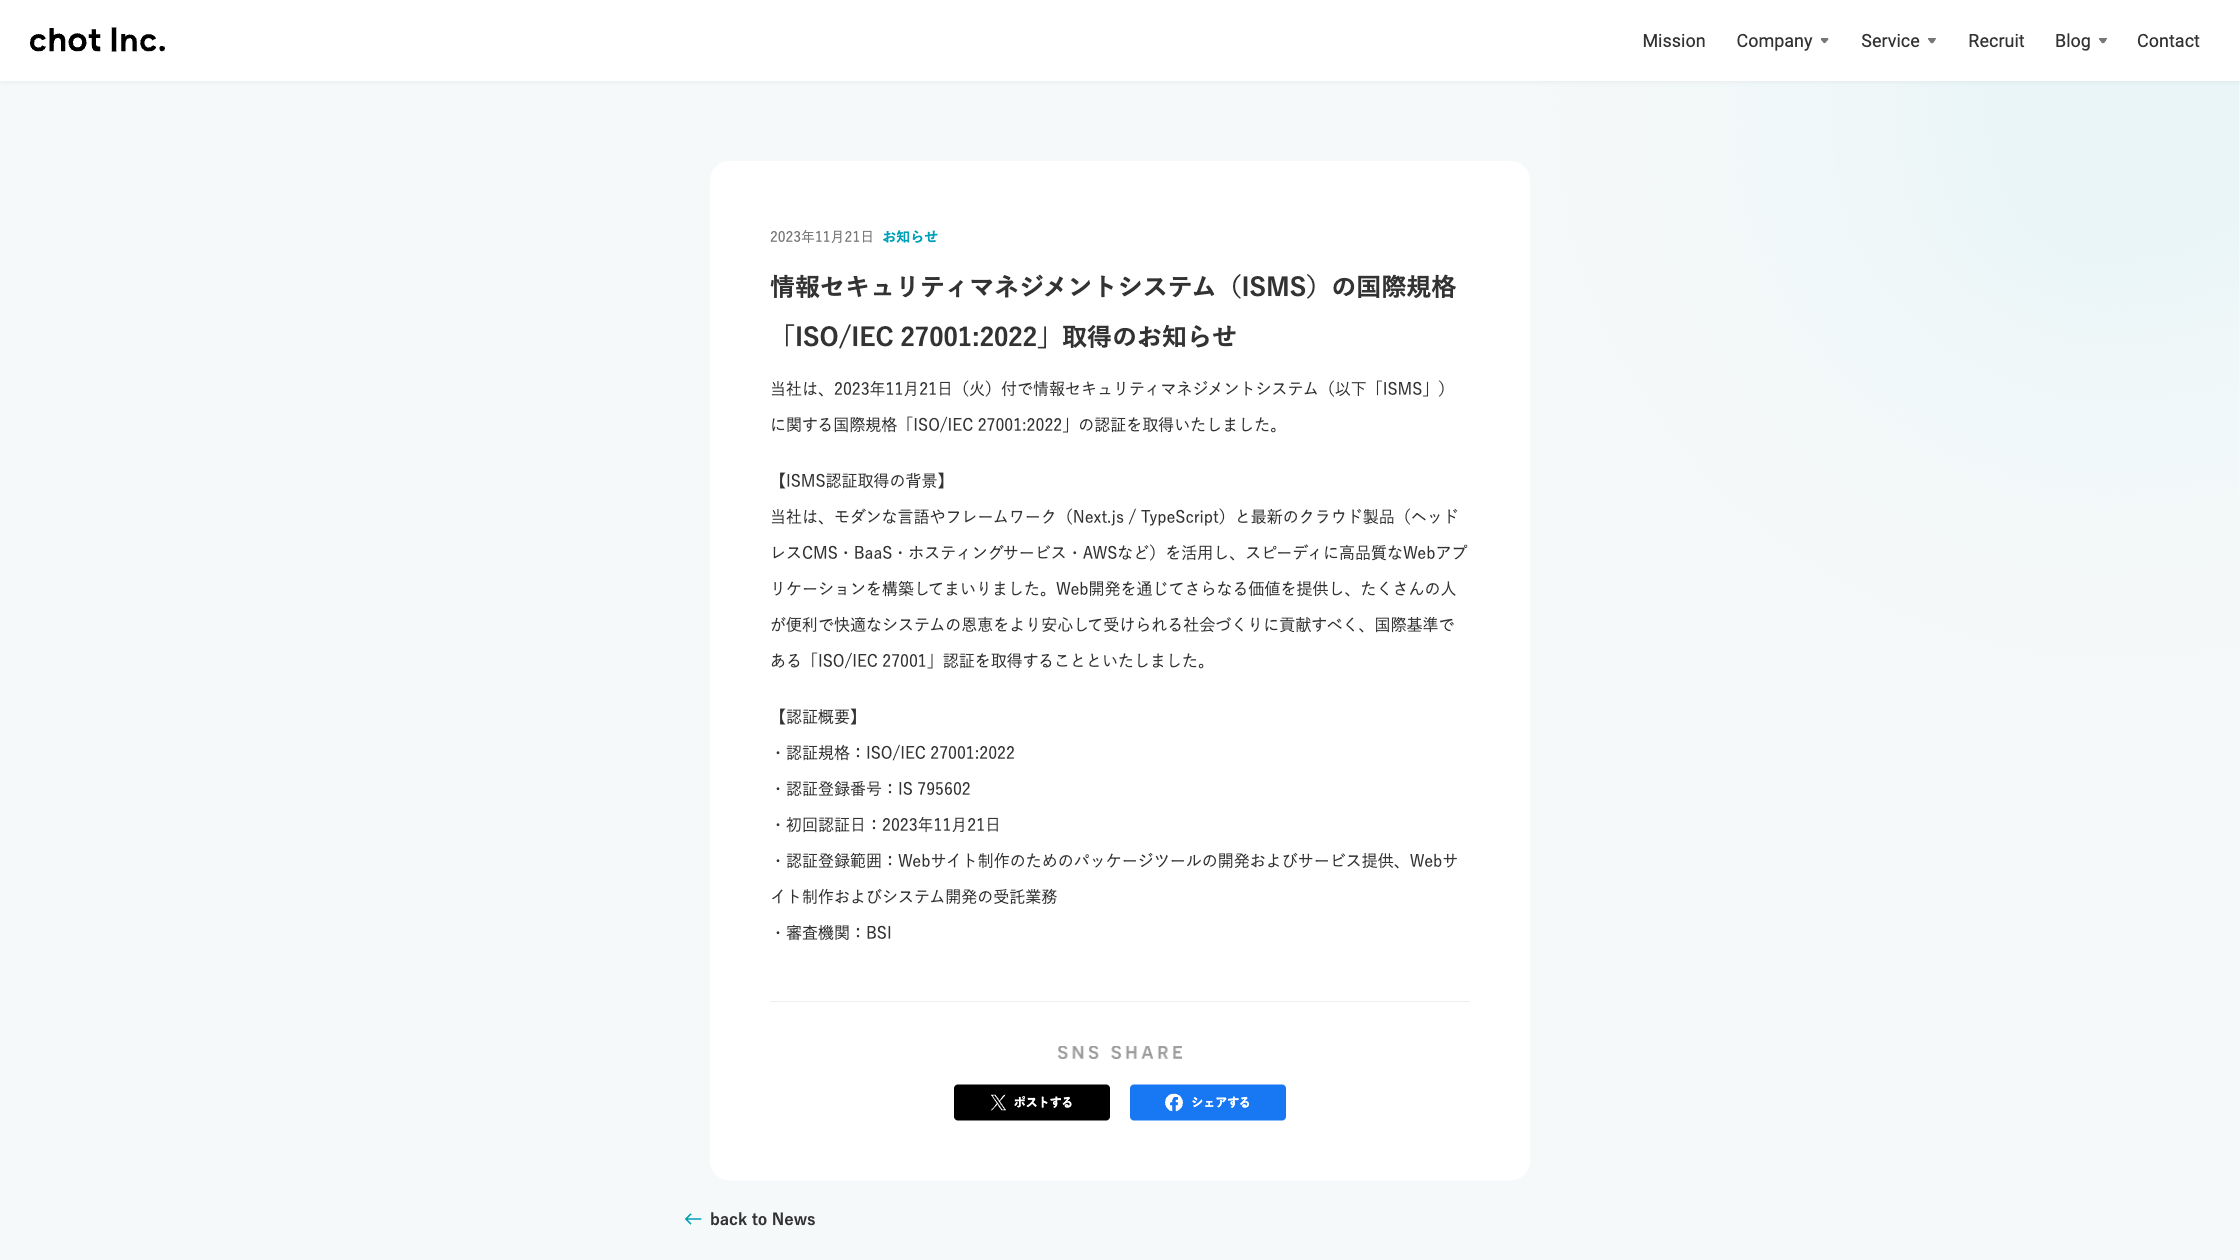 chot Inc.
Mission Company Service Recruit Blog Contact
2023年11月21日 お知らせ
情報セキュリティマネジメントシステム（ISMS）の国際規格
「ISO/IEC 27001:2022」取得のお知らせ
当社は、2023年11月21日（火）付で情報セキュリティマネジメントシステム（以下「ISMS」）
に関する国際規格「ISO/IEC 27001:2022」の認証を取得いたしました。
【ISMS認証取得の背景】
当社は、モダンな言語やフレームワーク（Next.js / TypeScript）と最新のクラウド製品（ヘッド
レスCMS・BaaS・ホスティングサービス・AWSなど）を活用し、スピーディに高品質なWebアプ
リケーションを構築してまいりました。Web開発を通じてさらなる価値を提供し、たくさんの人
が便利で快適なシステムの恩恵をより安心して受けられる社会づくりに貢献すべく、国際基準で
ある「ISO/IEC 27001」認証を取得することといたしました。
【認証概要】
・認証規格：ISO/IEC 27001:2022
・認証登録番号：IS 795602
・初回認証日：2023年11月21日
・認証登録範囲：Webサイト制作のためのパッケージツールの開発およびサービス提供、Webサ
イト制作およびシステム開発の受託業務
・審査機関：BSI
SNS SHARE
ポストする シェアする
back to News